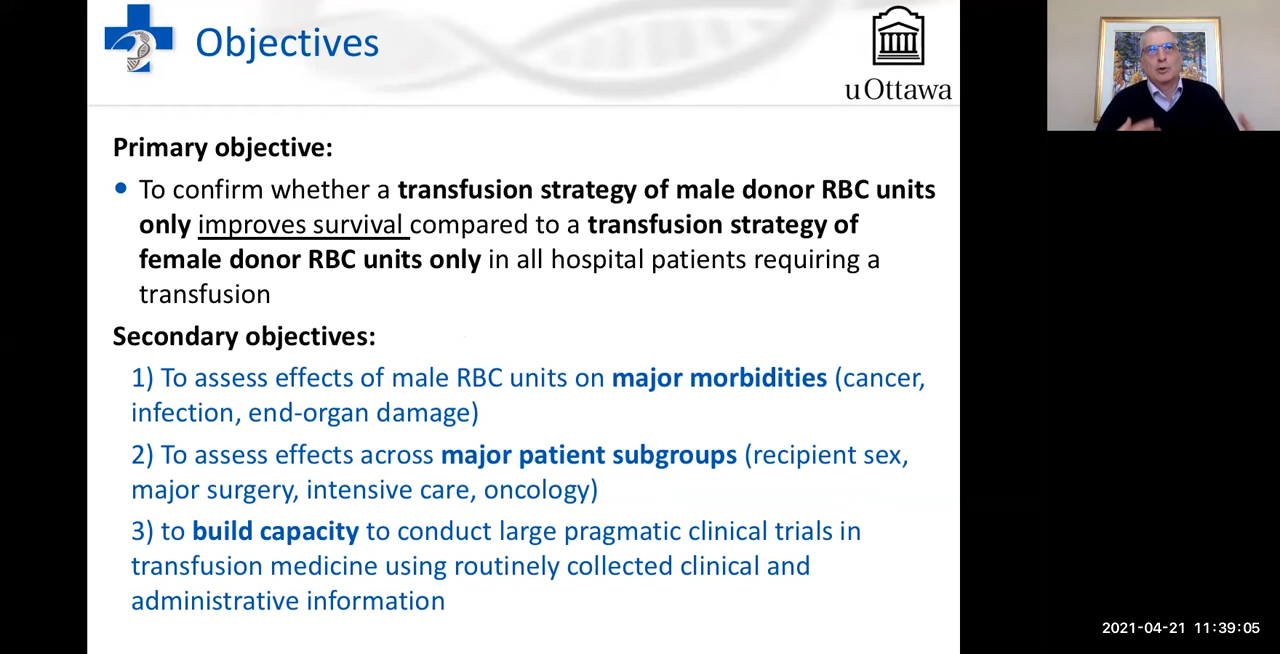 Objectives
uOttawa
Primary objective:
• To confirm whether a transfusion strategy of male donor RBC units
only improves survival compared to a transfusion strategy of
female donor RBC units only in all hospital patients requiring a
transfusion
Secondary objectives:
1) To assess effects of male RBC units on major morbidities (cancer,
infection, end-organ damage)
2) To assess effects across major patient subgroups (recipient sex,
major surgery, intensive care, oncology)
3) to build capacity to conduct large pragmatic clinical trials in
transfusion medicine using routinely collected clinical and
administrative information
2021-04-21 11:39:05